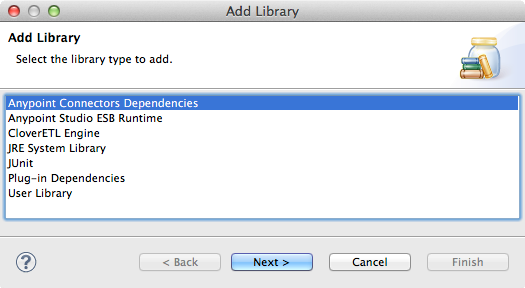 Add Library
Add Library
Select the library type to add.
Anypoint Connectors Dependencies
Anypoint Studio ESB Runtime
CloverETL Engine
JRE System Library
JUnit
Plug-in Dependencies
User Library
?
< Back
Next >
Cancel
Finish